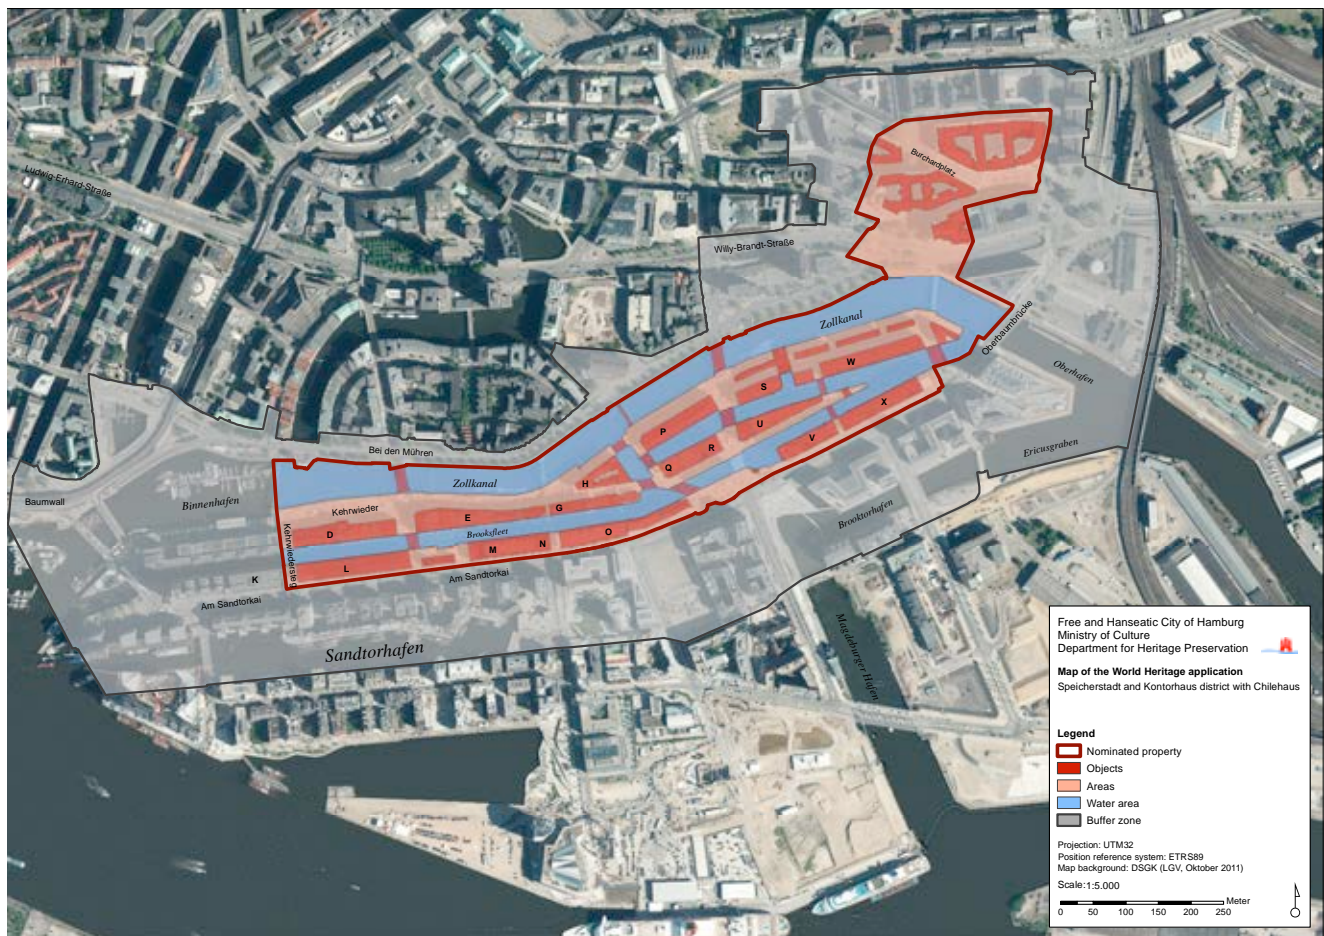 Ludwig-Erhard-Straße
Burchardplatz
Willy-Brandt-Straße
Zollkanal
Oberbaumbrücke
Oberhafen
W
S
X
P
U
V
R
Q
Bei den Mühren
Ericusgraben
Zollkanal
H
Baumwall
Binnenhafen
Kehrwieder
G
E
Brooktorhafen
D
Brooksfleet
O
Kehrwiedersteg
M
N
L
K
Am Sandtorkai
Am Sandtorkai
Sandtorhafen
Magdeburger Hafen
Free and Hanseatic City of Hamburg
Ministry of Culture
Department for Heritage Preservation
Map of the World Heritage application
Speicherstadt and Kontorhaus district with Chilehaus
Legend
Nominated property
Objects
Areas
Water area
Buffer zone
Projection: UTM32
Position reference system: ETRS89
Map background: DSGK (LGV, Oktober 2011)
Scale:1:5.000
Meter
0 50 100 150 200 250